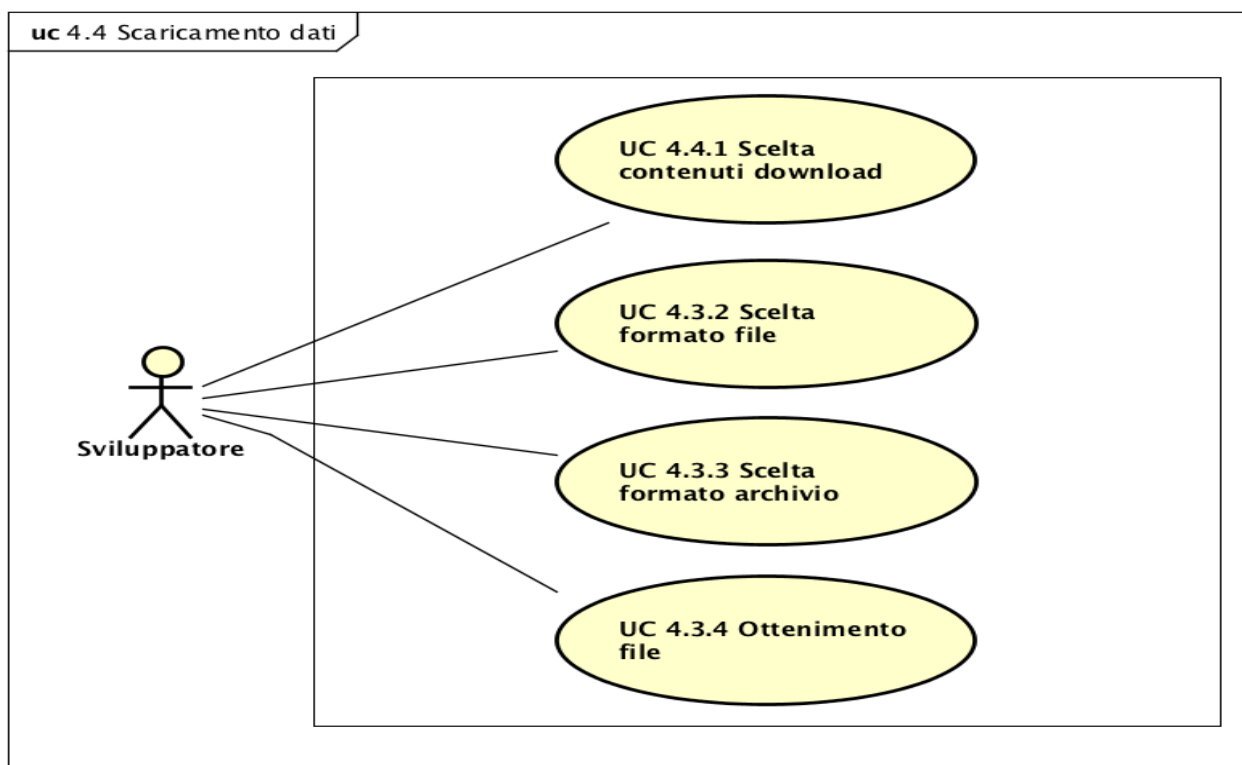 uc 4.4 Scaricamento dati
UC 4.4.1 Scelta
contenuti download
UC 4.3.2 Scelta
formato file
Sviluppatore
UC 4.3.3 Scelta
formato archivio
UC 4.3.4 Ottenimento
file